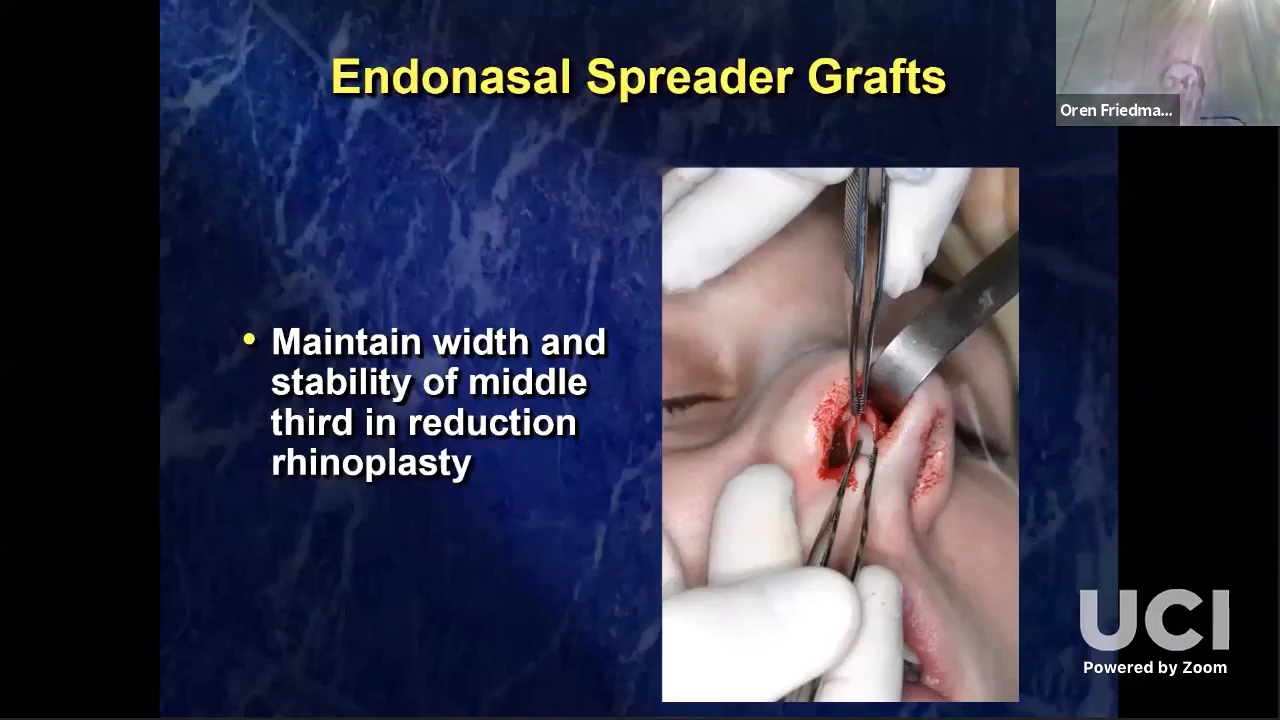 Endonasal Spreader Grafts
Oren Friedma...
• Maintain width and
stability of middle
third in reduction
rhinoplasty
UCI
Powered by Zoom